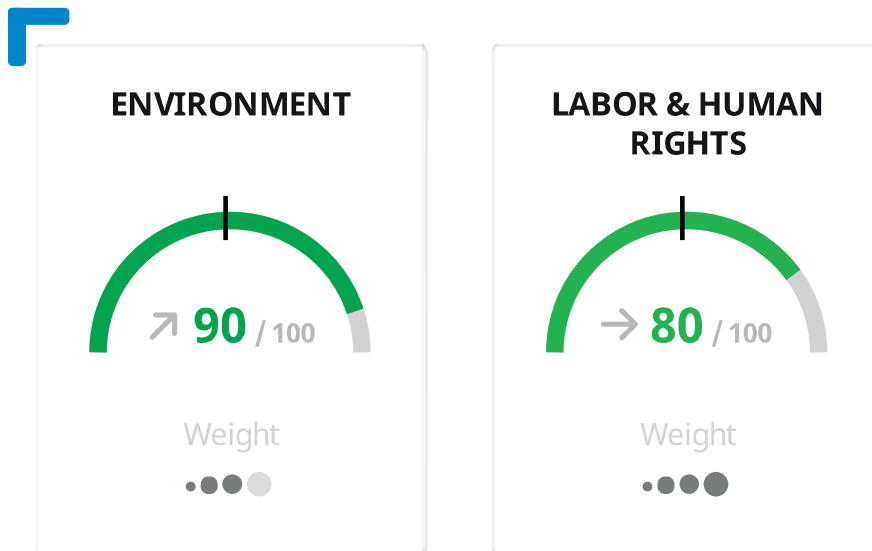 ENVIRONMENT
90 / 100
Weight
LABOR & HUMAN
RIGHTS
80 / 100
Weight